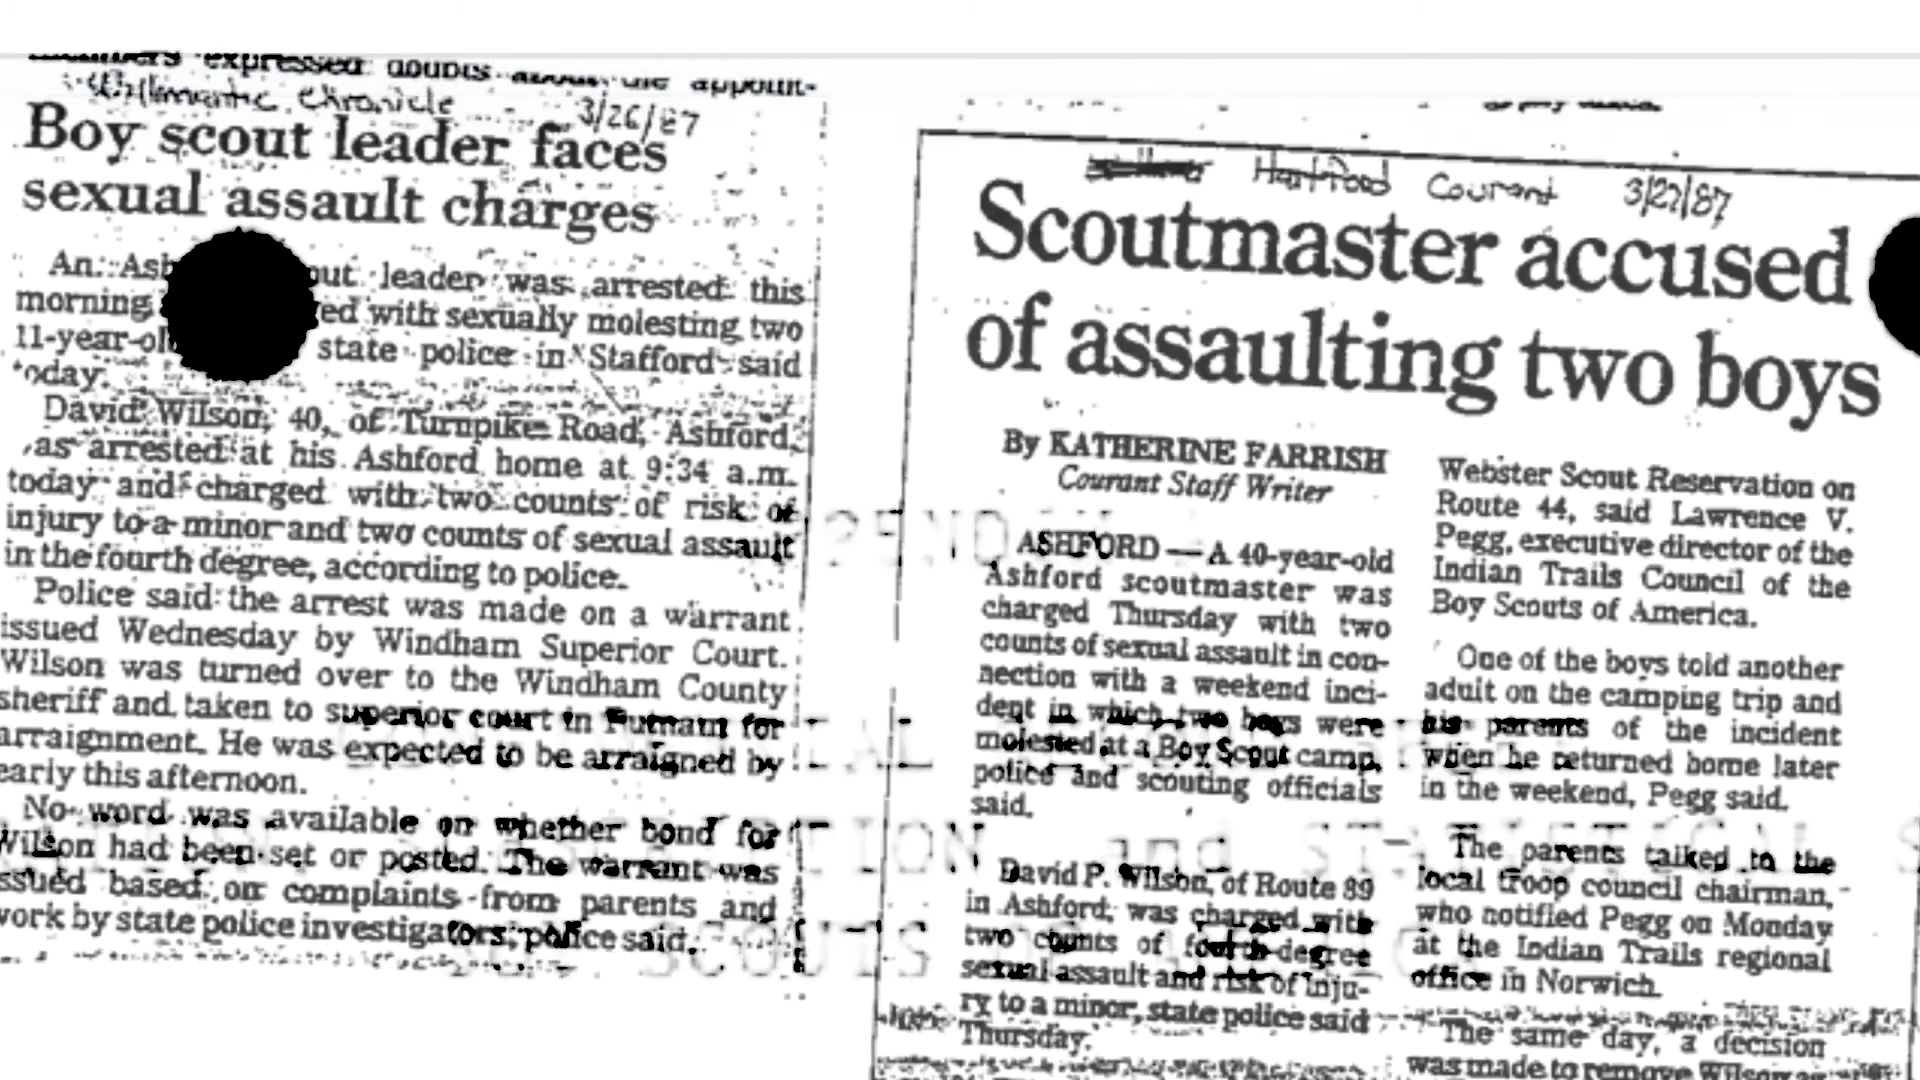 members expressed doubts about the appoint-
Willimantic Chronicle 3/26/87
Boy scout leader faces
sexual assault charges
An Ash out leader was arrested this
morning ed with sexually molesting two
11-year-ol state police in Stafford said
today.
David Wilson, 40, of Turnpike Road, Ashford,
as arrested at his Ashford home at 9:34 a.m.
today and charged with two counts of risk of
injury to a minor and two counts of sexual assault
in the fourth degree, according to police.
Police said the arrest was made on a warrant
issued Wednesday by Windham Superior Court.
Wilson was turned over to the Windham County
sheriff and taken to superior court in Putnam for
arraignment. He was expected to be arraigned by
early this afternoon.
No word was available on whether bond for
Wilson had been set or posted. The warrant was
ssued based on complaints from parents and
work by state police investigators, police said.
Hartford Courant 3/27/87
Scoutmaster accused
of assaulting two boys
By KATHERINE FARRISH
Courant Staff Writer
ASHFORD — A 40-year-old
Ashford scoutmaster was
charged Thursday with two
counts of sexual assault in con-
nection with a weekend inci-
dent in which two boys were
molested at a Boy Scout camp,
police and scouting officials
said.
David P. Wilson, of Route 89
in Ashford, was charged with
two counts of fourth-degree
sexual assault and risk of inju-
ry to a minor, state police said
Thursday.
Webster Scout Reservation on
Route 44, said Lawrence V.
Pegg, executive director of the
Indian Trails Council of the
Boy Scouts of America.
One of the boys told another
adult on the camping trip and
his parents of the incident
when he returned home later
in the weekend, Pegg said.
The parents talked to the
local troop council chairman,
who notified Pegg on Monday
at the Indian Trails regional
office in Norwich.
The same day, a decision
was made to remove Wilson